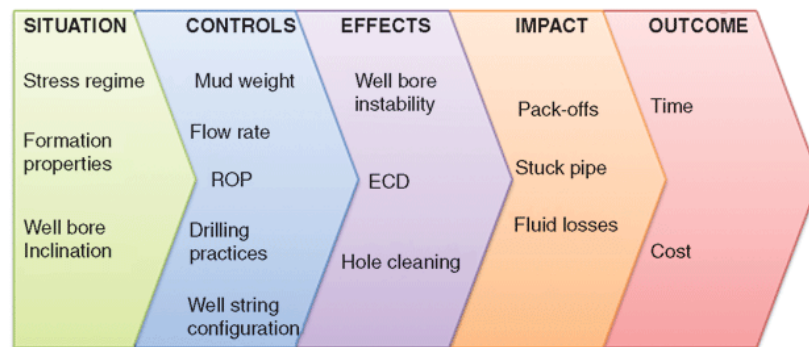 SITUATION
Stress regime
Formation
properties
Well bore
Inclination
CONTROLS
Mud weight
Flow rate
ROP
Drilling
practices
Well string
configuration
EFFECTS
Well bore
instability
ECD
Hole cleaning
IMPACT
Pack-offs
Stuck pipe
Fluid losses
OUTCOME
Time
Cost